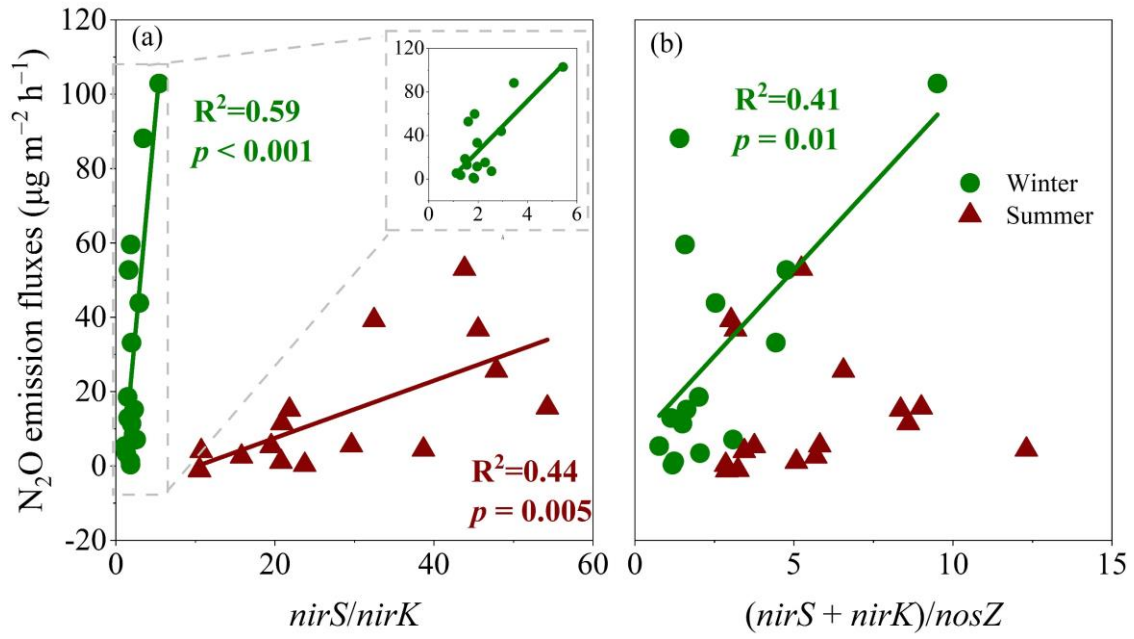 N₂O emission fluxes (µg m⁻² h⁻¹)
120
100
80
60
40
20
0
-20
(a)
R²=0.59
p < 0.001
120
80
40
0
0
2
4
6
R²=0.44
p = 0.005
0
20
40
60
nirS/nirK
(b)
R²=0.41
p = 0.01
Winter
Summer
0
5
10
15
(nirS + nirK)/nosZ